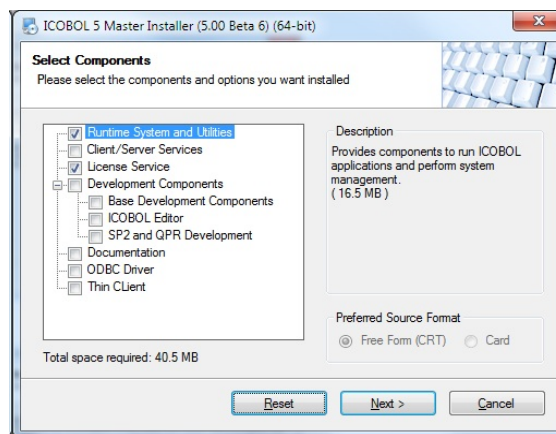 ICOBOL 5 Master Installer (5.00 Beta 6) (64-bit)
Select Components
Please select the components and options you want installed
Runtime System and Utilities
Client/Server Services
License Service
Development Components
Base Development Components
ICOBOL Editor
SP2 and QPR Development
Documentation
ODBC Driver
Thin CLient
Total space required: 40.5 MB
Description
Provides components to run ICOBOL
applications and perform system
management.
( 16.5 MB )
Preferred Source Format
Free Form (CRT)
Card
Reset
Next >
Cancel